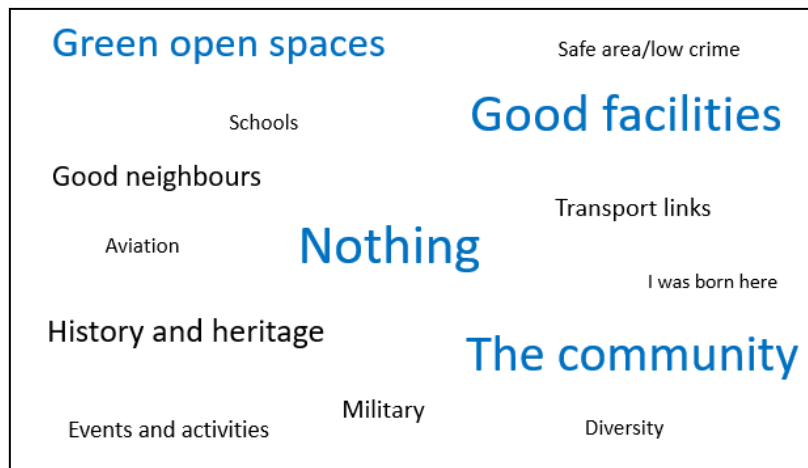 Green open spaces
Safe area/low crime
Good facilities
Schools
Good neighbours
Transport links
Aviation
Nothing
I was born here
History and heritage
The community
Military
Events and activities
Diversity